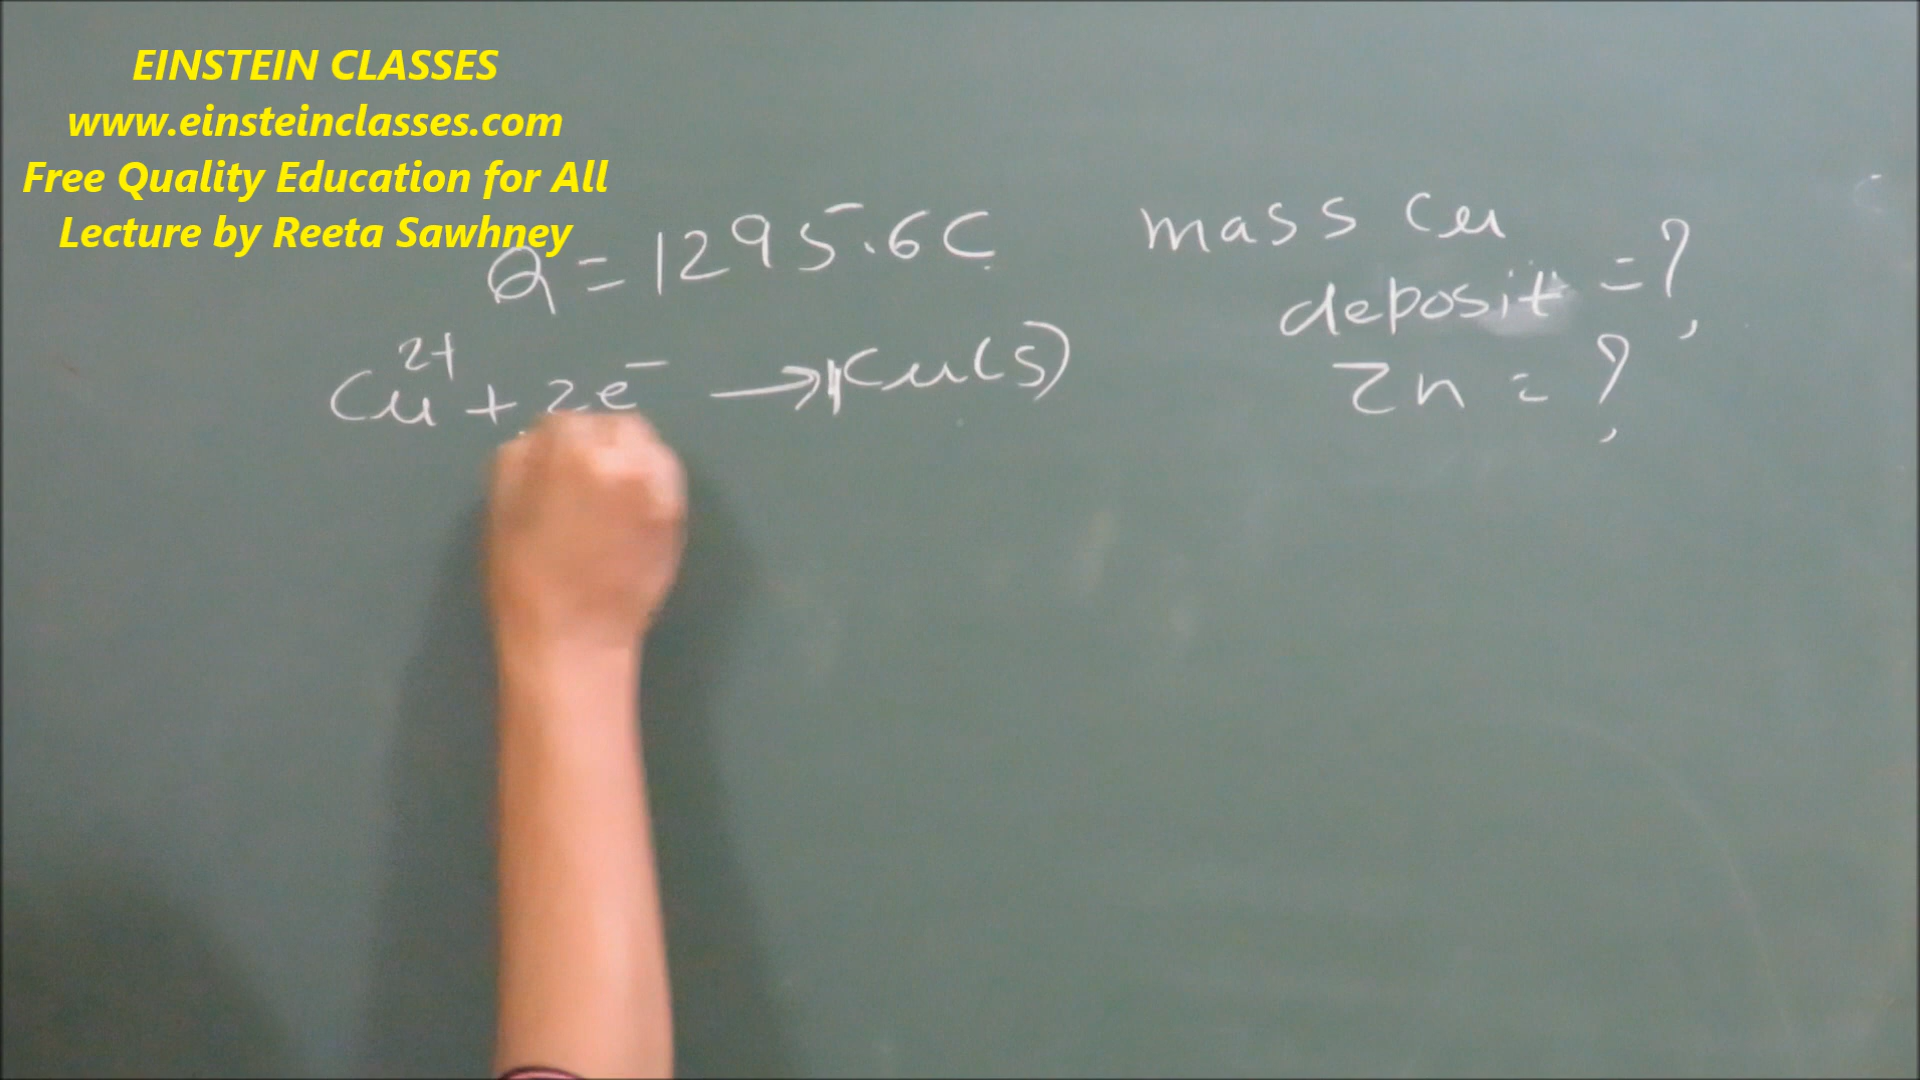 EINSTEIN CLASSES
www.einsteinclasses.com
Free Quality Education for All
Lecture by Reeta Sawhney
Q = 1295.6C
Cu²⁺ + 2e⁻ → Cu(s)
mass Cu
deposit = ?,
Zn = ?,